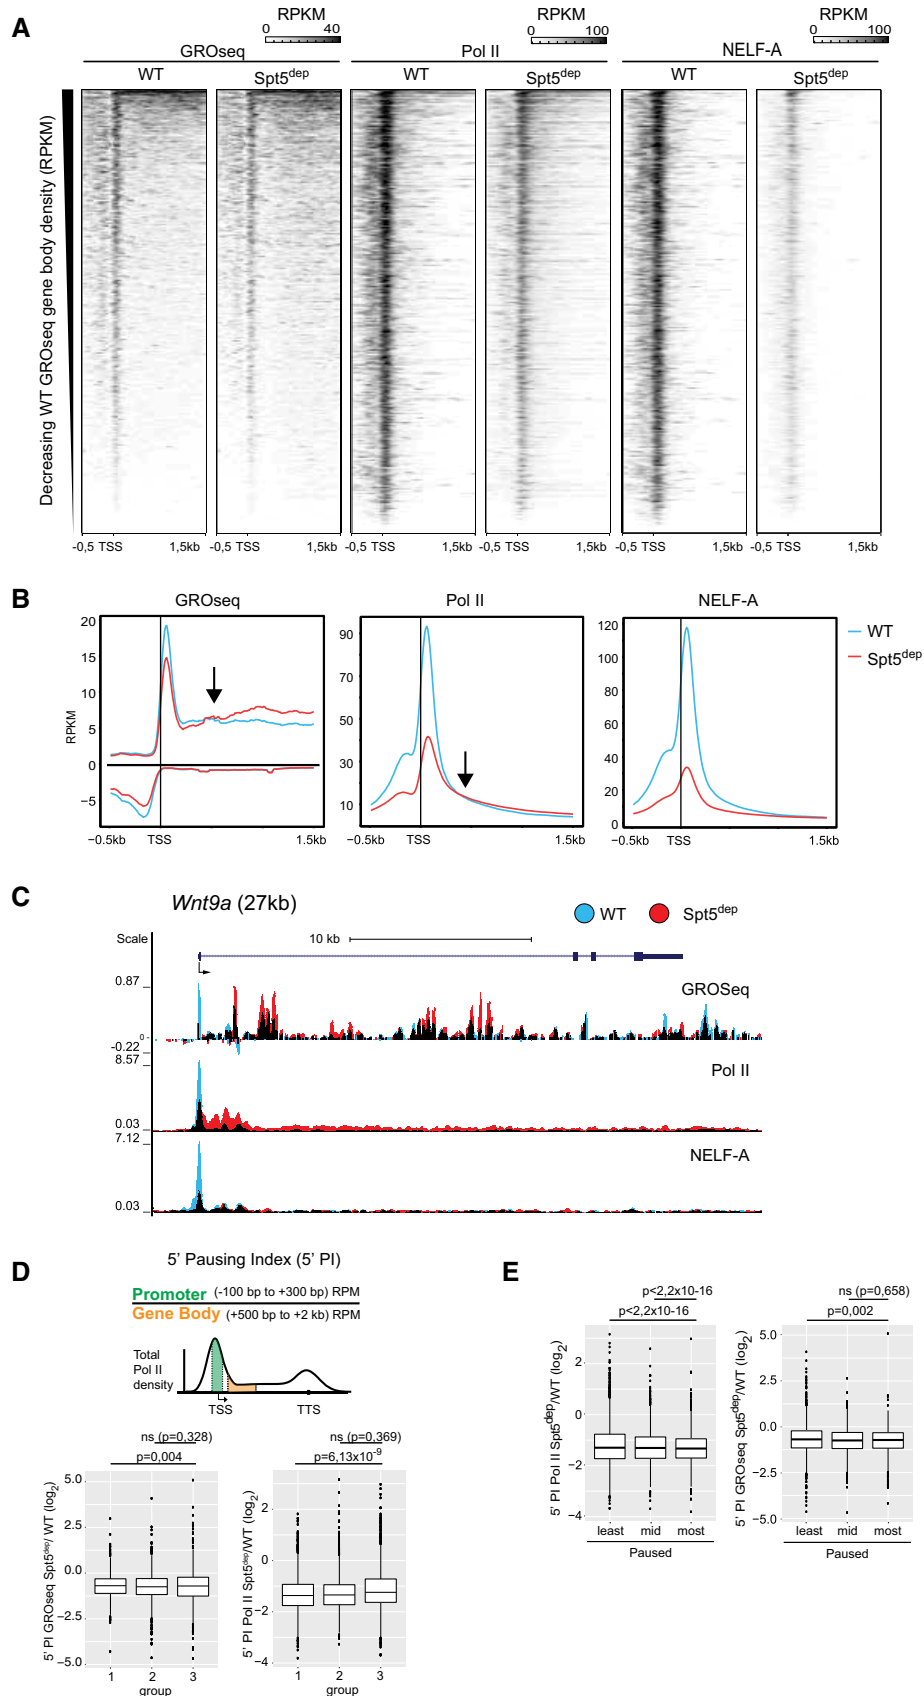 A
RPKM
0 40
RPKM
0 100
RPKM
0 100
GROseq
Pol II
NELF-A
WT
Spt5dep
WT
Spt5dep
WT
Spt5dep
Decreasing WT GROseq gene body density (RPKM)
-0,5 TSS 1,5kb
-0,5 TSS 1,5kb
-0,5 TSS 1,5kb
-0,5 TSS 1,5kb
-0,5 TSS 1,5kb
-0,5 TSS 1,5kb
B
GROseq
Pol II
NELF-A
RPKM
20
15
10
5
0
−5
−0.5kb TSS 1.5kb
90
70
50
30
10
−0.5kb TSS 1.5kb
120
100
80
60
40
20
0
−0.5kb TSS 1.5kb
WT
Spt5dep
C
Wnt9a (27kb)
WT
Spt5dep
Scale
10 kb
GROSeq
0.87
0
-0.22
Pol II
8.57
0.03
NELF-A
7.12
0.03
D
5' Pausing Index (5' PI)
Promoter (-100 bp to +300 bp) RPM
Gene Body (+500 bp to +2 kb) RPM
Total
Pol II
density
TSS
TTS
ns (p=0,328)
p=0,004
5' PI GROseq Spt5dep/ WT (log2)
5.0
2.5
0.0
−2.5
−5.0
1 2 3
group
ns (p=0,369)
p=6,13x10-9
5' PI Pol II Spt5dep/WT (log2)
2
0
−2
−4
1 2 3
group
E
p<2,2x10-16
p<2,2x10-16
5' PI Pol II Spt5dep/WT (log2)
2
0
−2
−4
least mid most
Paused
ns (p=0,658)
p=0,002
5' PI GROseq Spt5dep/WT (log2)
5.0
2.5
0.0
−2.5
−5.0
least mid most
Paused